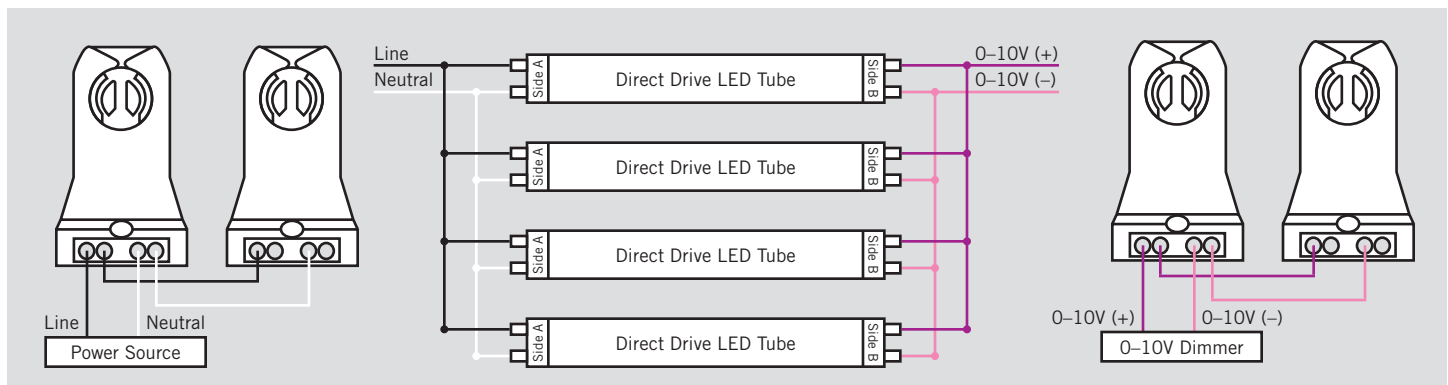 Line
Neutral
Power Source
Line
Neutral
Side A
Direct Drive LED Tube
Side B
0–10V (+)
0–10V (–)
Side A
Direct Drive LED Tube
Side B
Side A
Direct Drive LED Tube
Side B
Side A
Direct Drive LED Tube
Side B
0–10V (+)
0–10V (–)
0–10V Dimmer